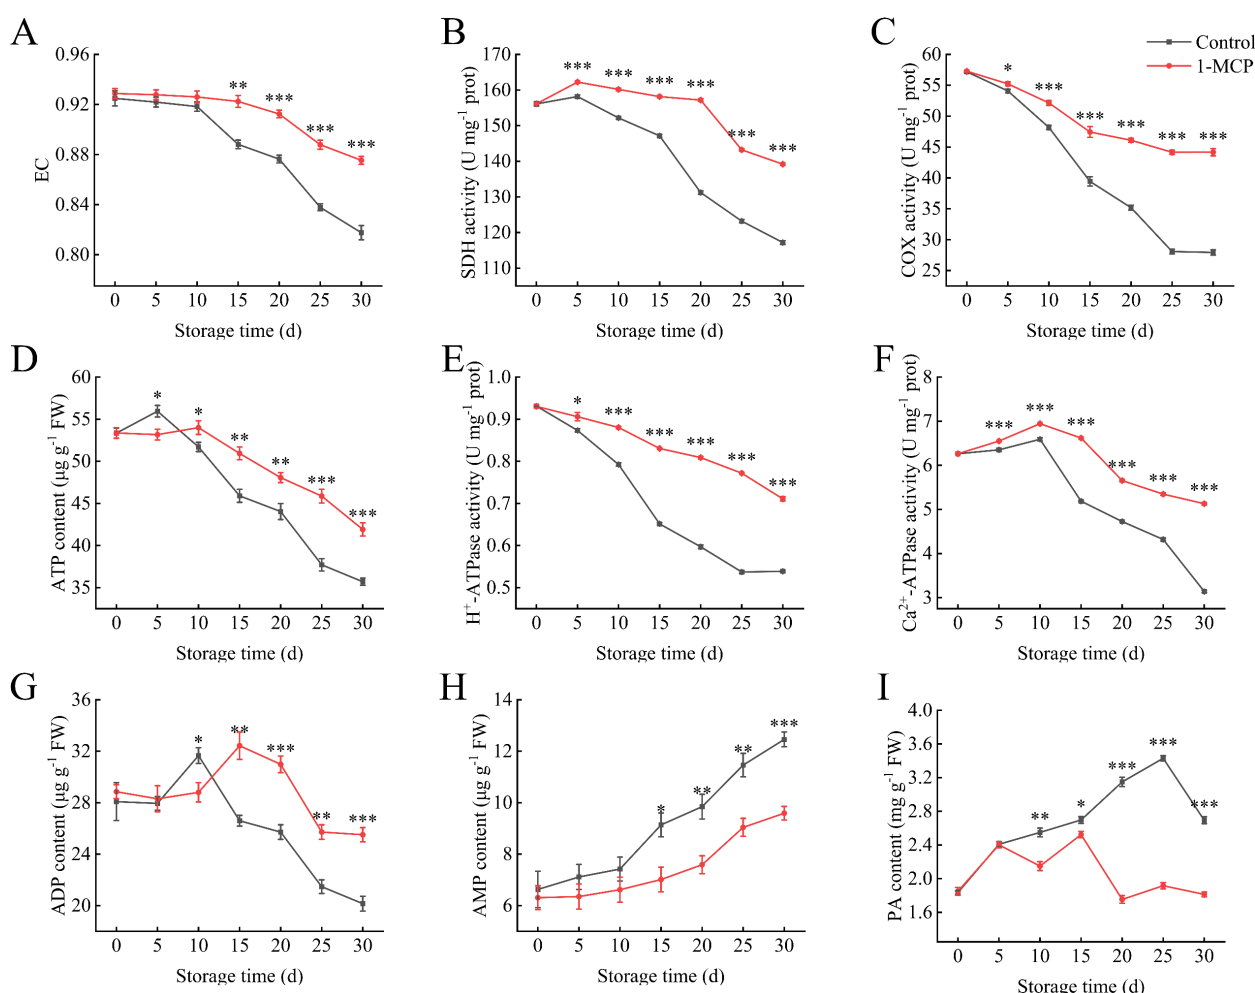 A
EC
0.96
0.92
0.88
0.84
0.80
** *** *** ***
0 5 10 15 20 25 30
Storage time (d)
B
SDH activity (U mg⁻¹ prot)
170
160
150
140
130
120
110
*** *** *** *** *** ***
0 5 10 15 20 25 30
Storage time (d)
C
COX activity (U mg⁻¹ prot)
60
55
50
45
40
35
30
25
* *** *** *** *** ***
0 5 10 15 20 25 30
Storage time (d)
Control
1-MCP
D
ATP content (µg g⁻¹ FW)
60
55
50
45
40
35
* * ** ** *** ***
0 5 10 15 20 25 30
Storage time (d)
E
H⁺-ATPase activity (U mg⁻¹ prot)
1.0
0.9
0.8
0.7
0.6
0.5
* *** *** *** *** ***
0 5 10 15 20 25 30
Storage time (d)
F
Ca²⁺-ATPase activity (U mg⁻¹ prot)
8
7
6
5
4
3
*** *** *** *** *** ***
0 5 10 15 20 25 30
Storage time (d)
G
ADP content (µg g⁻¹ FW)
36
32
28
24
20
* ** *** ** ***
0 5 10 15 20 25 30
Storage time (d)
H
AMP content (µg g⁻¹ FW)
14
12
10
8
6
* ** ** ***
0 5 10 15 20 25 30
Storage time (d)
I
PA content (mg g⁻¹ FW)
4.0
3.6
3.2
2.8
2.4
2.0
1.6
** * *** *** ***
0 5 10 15 20 25 30
Storage time (d)